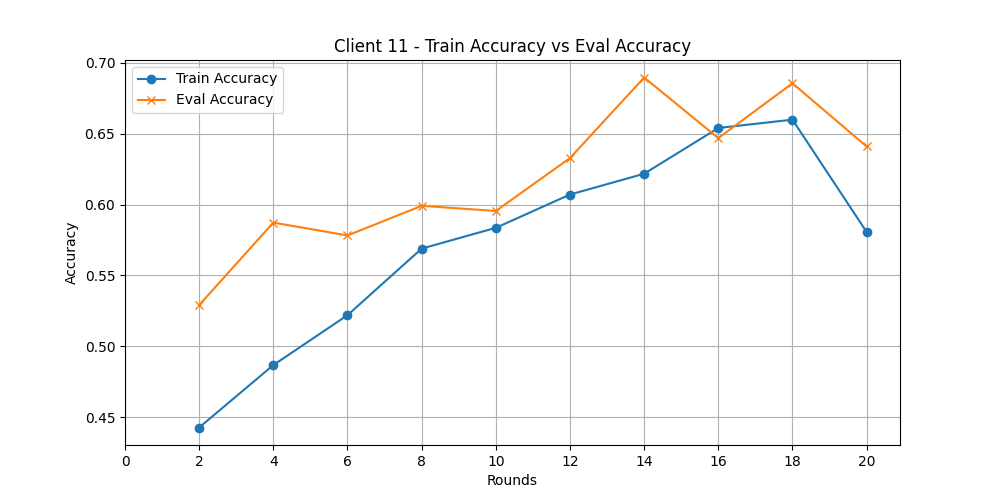 Client 11 - Train Accuracy vs Eval Accuracy
Train Accuracy
Eval Accuracy
Accuracy
0.70
0.65
0.60
0.55
0.50
0.45
0 2 4 6 8 10 12 14 16 18 20
Rounds